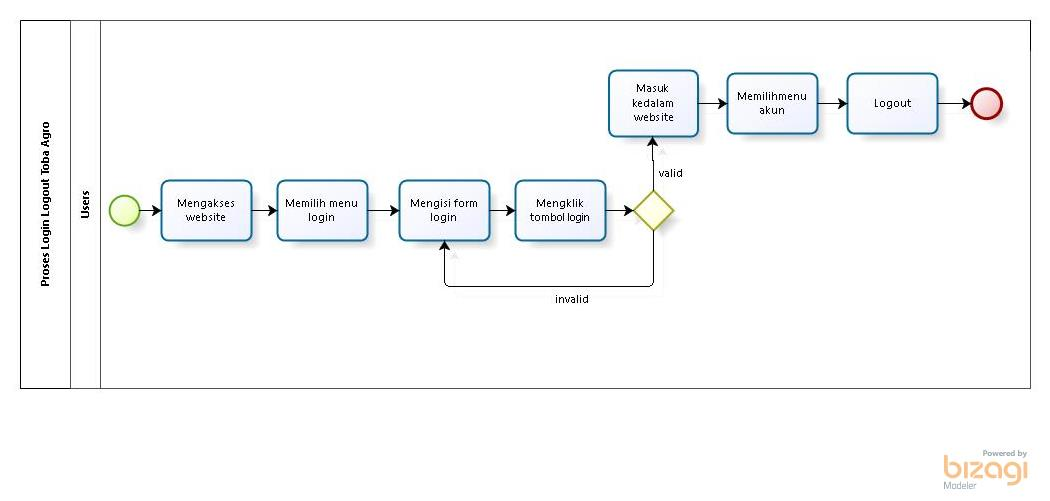 Proses Login Logout Toba Agro
Users
Mengakses
website
Memilih menu
login
Mengisi form
login
Mengklik
tombol login
valid
invalid
Masuk
kedalam
website
Memilihmenu
akun
Logout
Powered by
bizagi
Modeler